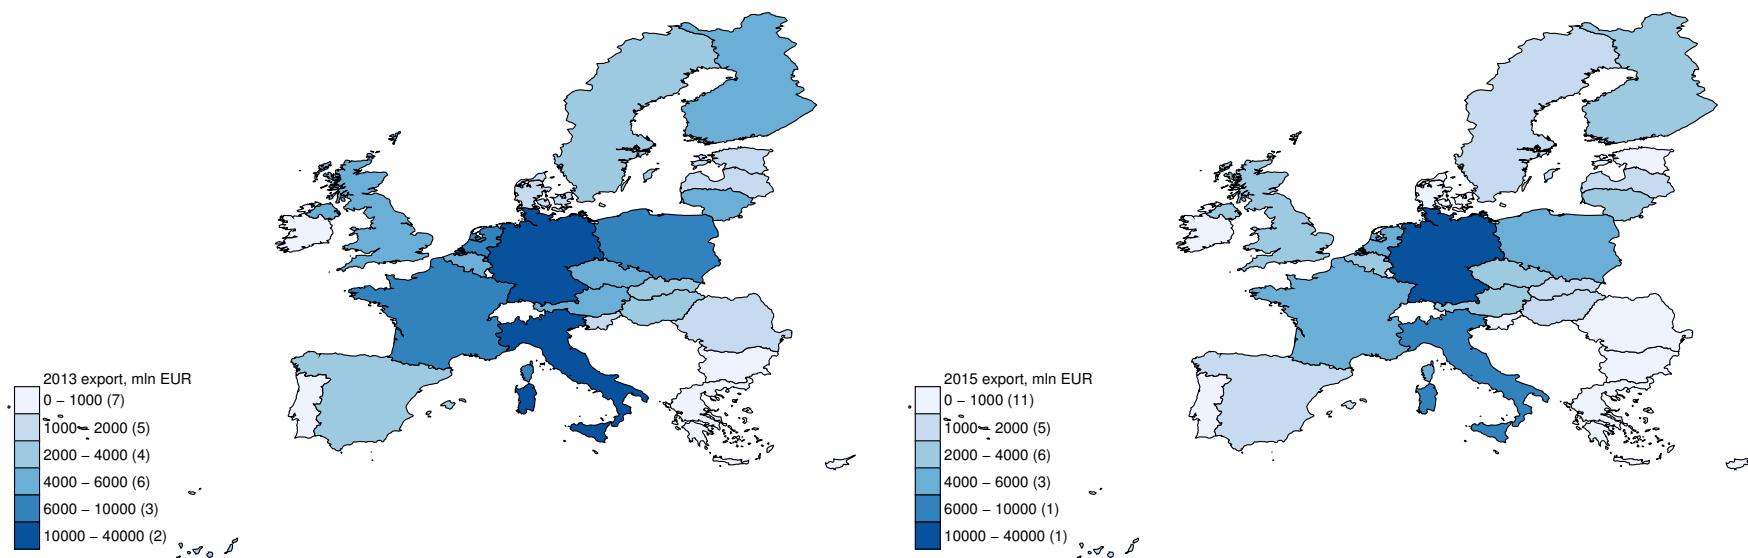 2013 export, mln EUR
0 − 1000 (7)
1000 − 2000 (5)
2000 − 4000 (4)
4000 − 6000 (6)
6000 − 10000 (3)
10000 − 40000 (2)
2015 export, mln EUR
0 − 1000 (11)
1000 − 2000 (5)
2000 − 4000 (6)
4000 − 6000 (3)
6000 − 10000 (1)
10000 − 40000 (1)